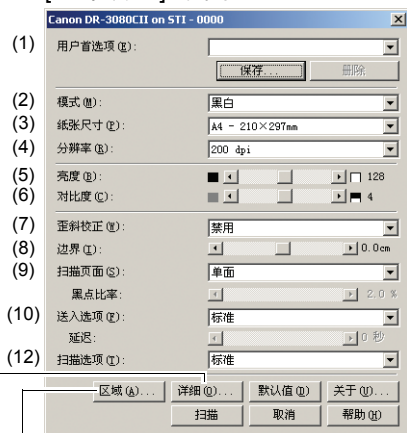 Canon DR-3080CII on STI - 0000
(1) 用户首选项(E):
保存... 删除
(2) 模式(M): 黑白
(3) 纸张尺寸(P): A4 - 210×297mm
(4) 分辨率(R): 200 dpi
(5) 亮度(B): 128
(6) 对比度(C): 4
(7) 歪斜校正(W): 禁用
(8) 边界(I): 0.0cm
(9) 扫描页面(S): 单面
黑点比率: 2.0 %
(10) 送入选项(F): 标准
延迟: 0 秒
(12) 扫描选项(T): 标准
区域(A)... 详细(O)... 默认值(D) 关于(U)...
扫描 取消 帮助(H)